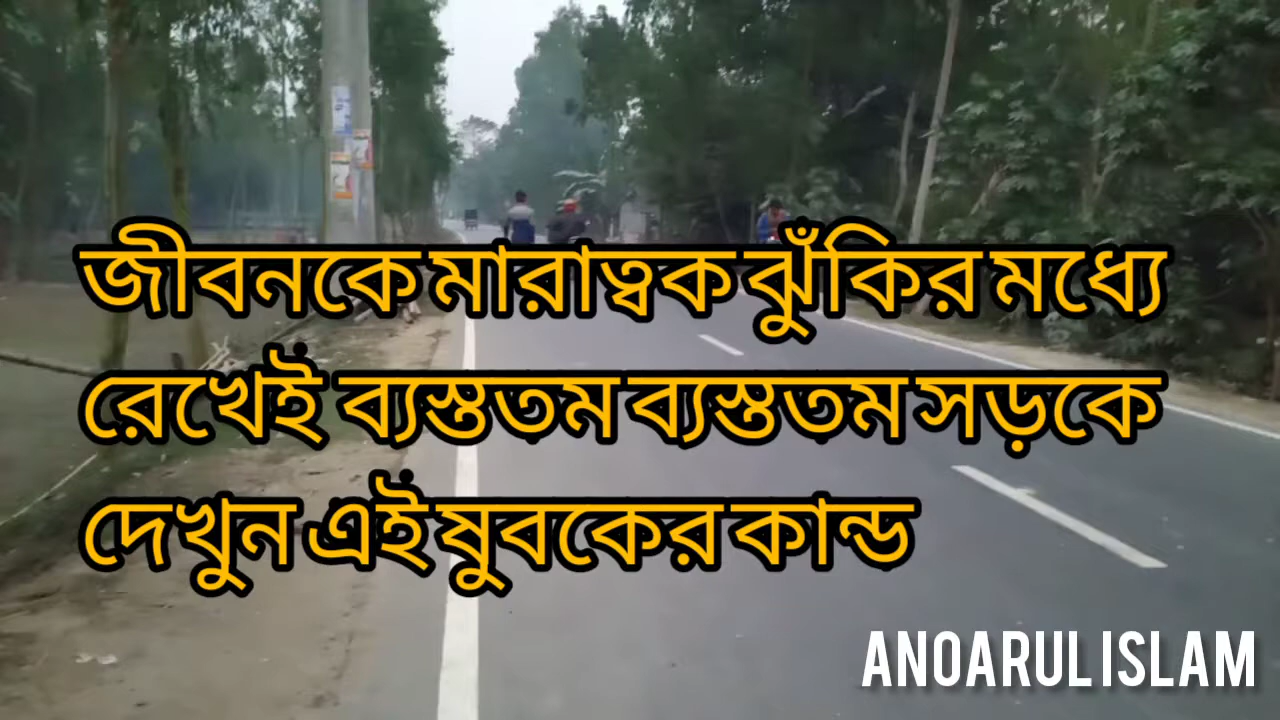 জীবনকে মারাত্বক ঝুঁকির মধ্যে
রেখেই ব্যস্ততম ব্যস্ততম সড়কে
দেখুন এই ষুবকের কান্ড
ANOARUL ISLAM